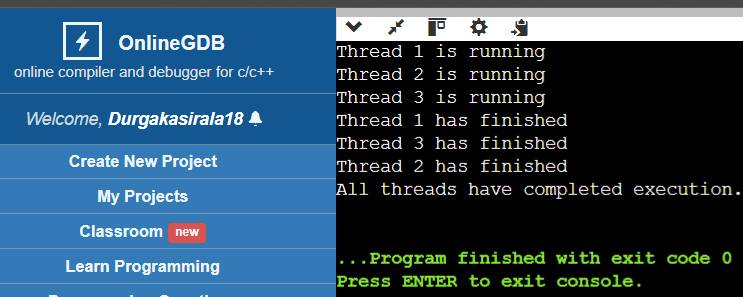 OnlineGDB
online compiler and debugger for c/c++
Welcome, Durgakasirala18
Create New Project
My Projects
Classroom new
Learn Programming
Thread 1 is running
Thread 2 is running
Thread 3 is running
Thread 1 has finished
Thread 3 has finished
Thread 2 has finished
All threads have completed execution.
...Program finished with exit code 0
Press ENTER to exit console.